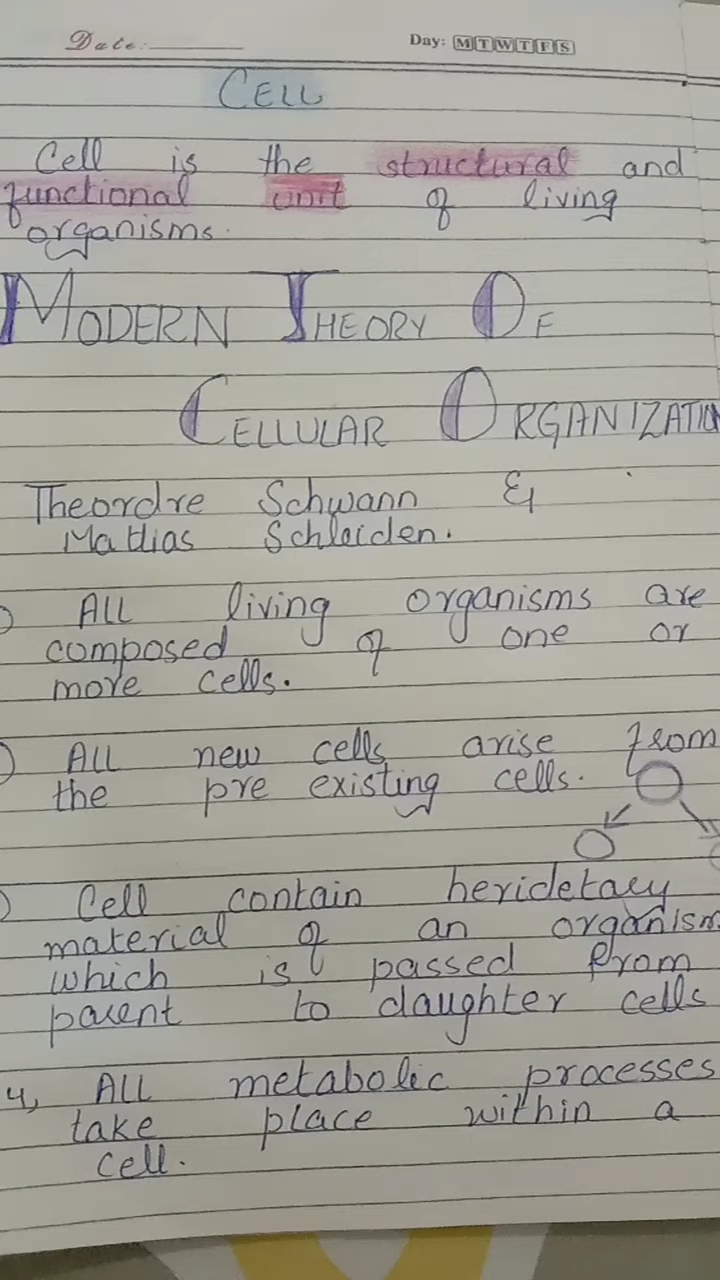 Date:
Day: M T W T F S
CELL
Cell is the structural and
functional unit of living
organisms.
MODERN THEORY OF
CELLULAR ORGANIZATION
Theordre Schwann &
Mattias Schleiden.
All living organisms are
composed of one or
more cells.
All new cells arise from
the pre existing cells.
Cell contain heridetary
material of an organism
which is passed from
parent to daughter cells
4, All metabolic processes
take place within a
cell.